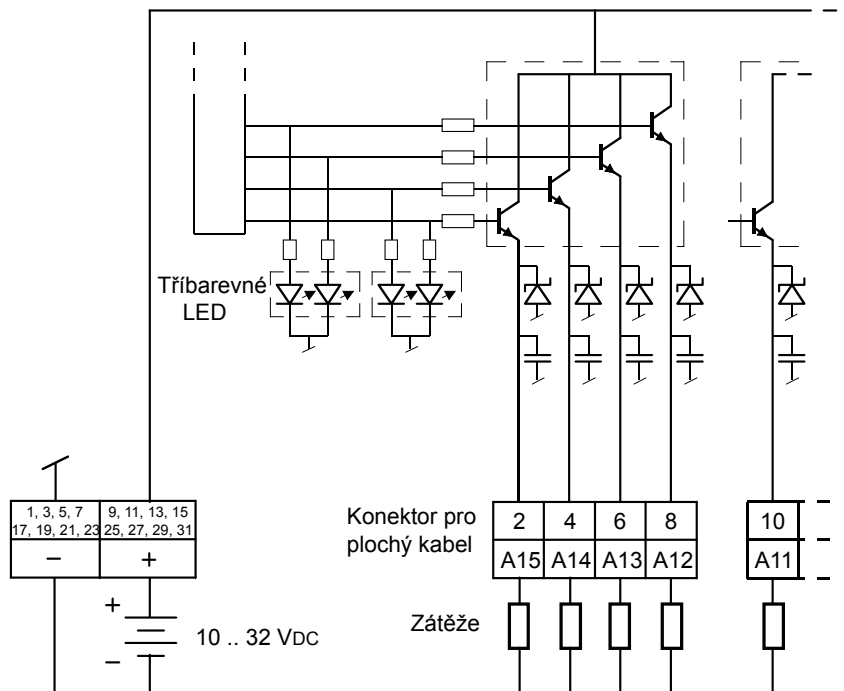 Tříbarevné
LED
1, 3, 5, 7
17, 19, 21, 23
9, 11, 13, 15
25, 27, 29, 31
–
+
Konektor pro
plochý kabel
2
4
6
8
10
A15
A14
A13
A12
A11
+
–
10 .. 32 VDC
Zátěže